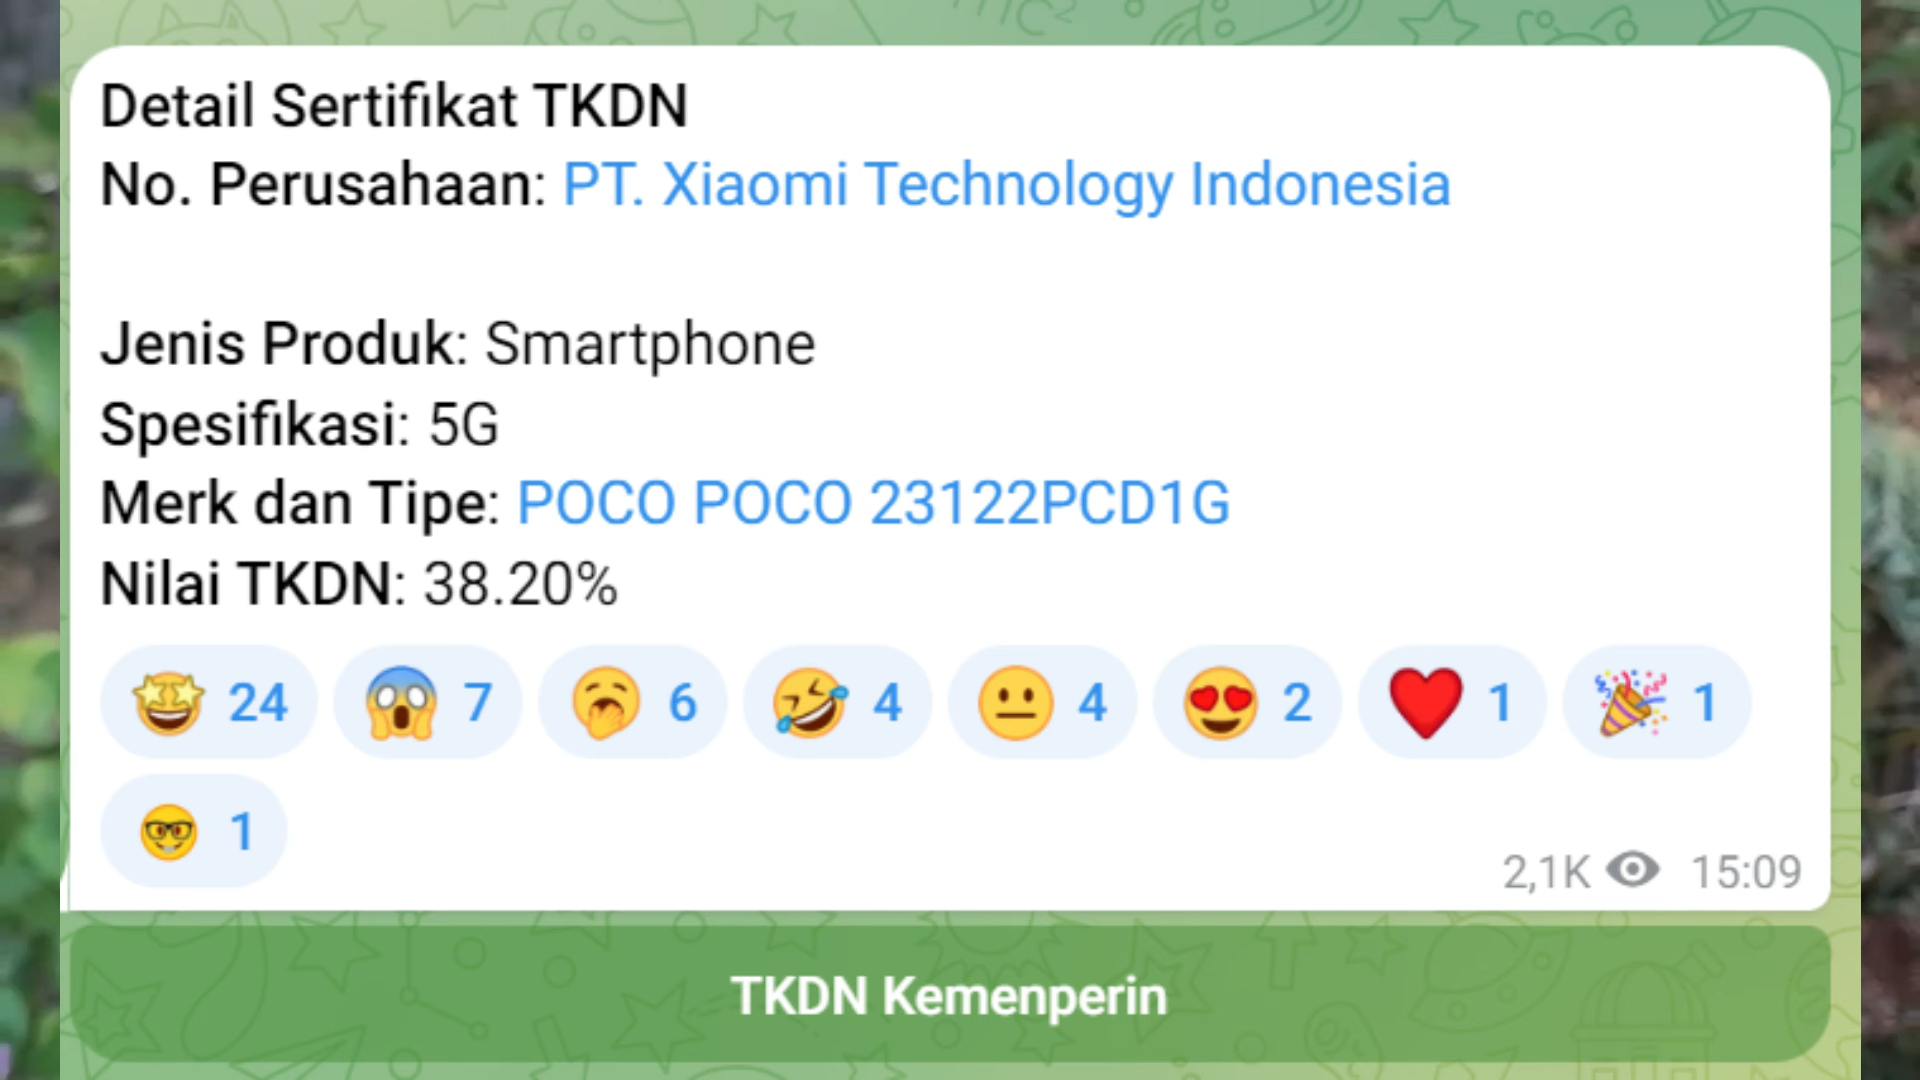 Detail Sertifikat TKDN
No. Perusahaan: PT. Xiaomi Technology Indonesia
Jenis Produk: Smartphone
Spesifikasi: 5G
Merk dan Tipe: POCO POCO 23122PCD1G
Nilai TKDN: 38.20%
24 7 6 4 4 2 1 1
1
2,1K 15:09
TKDN Kemenperin